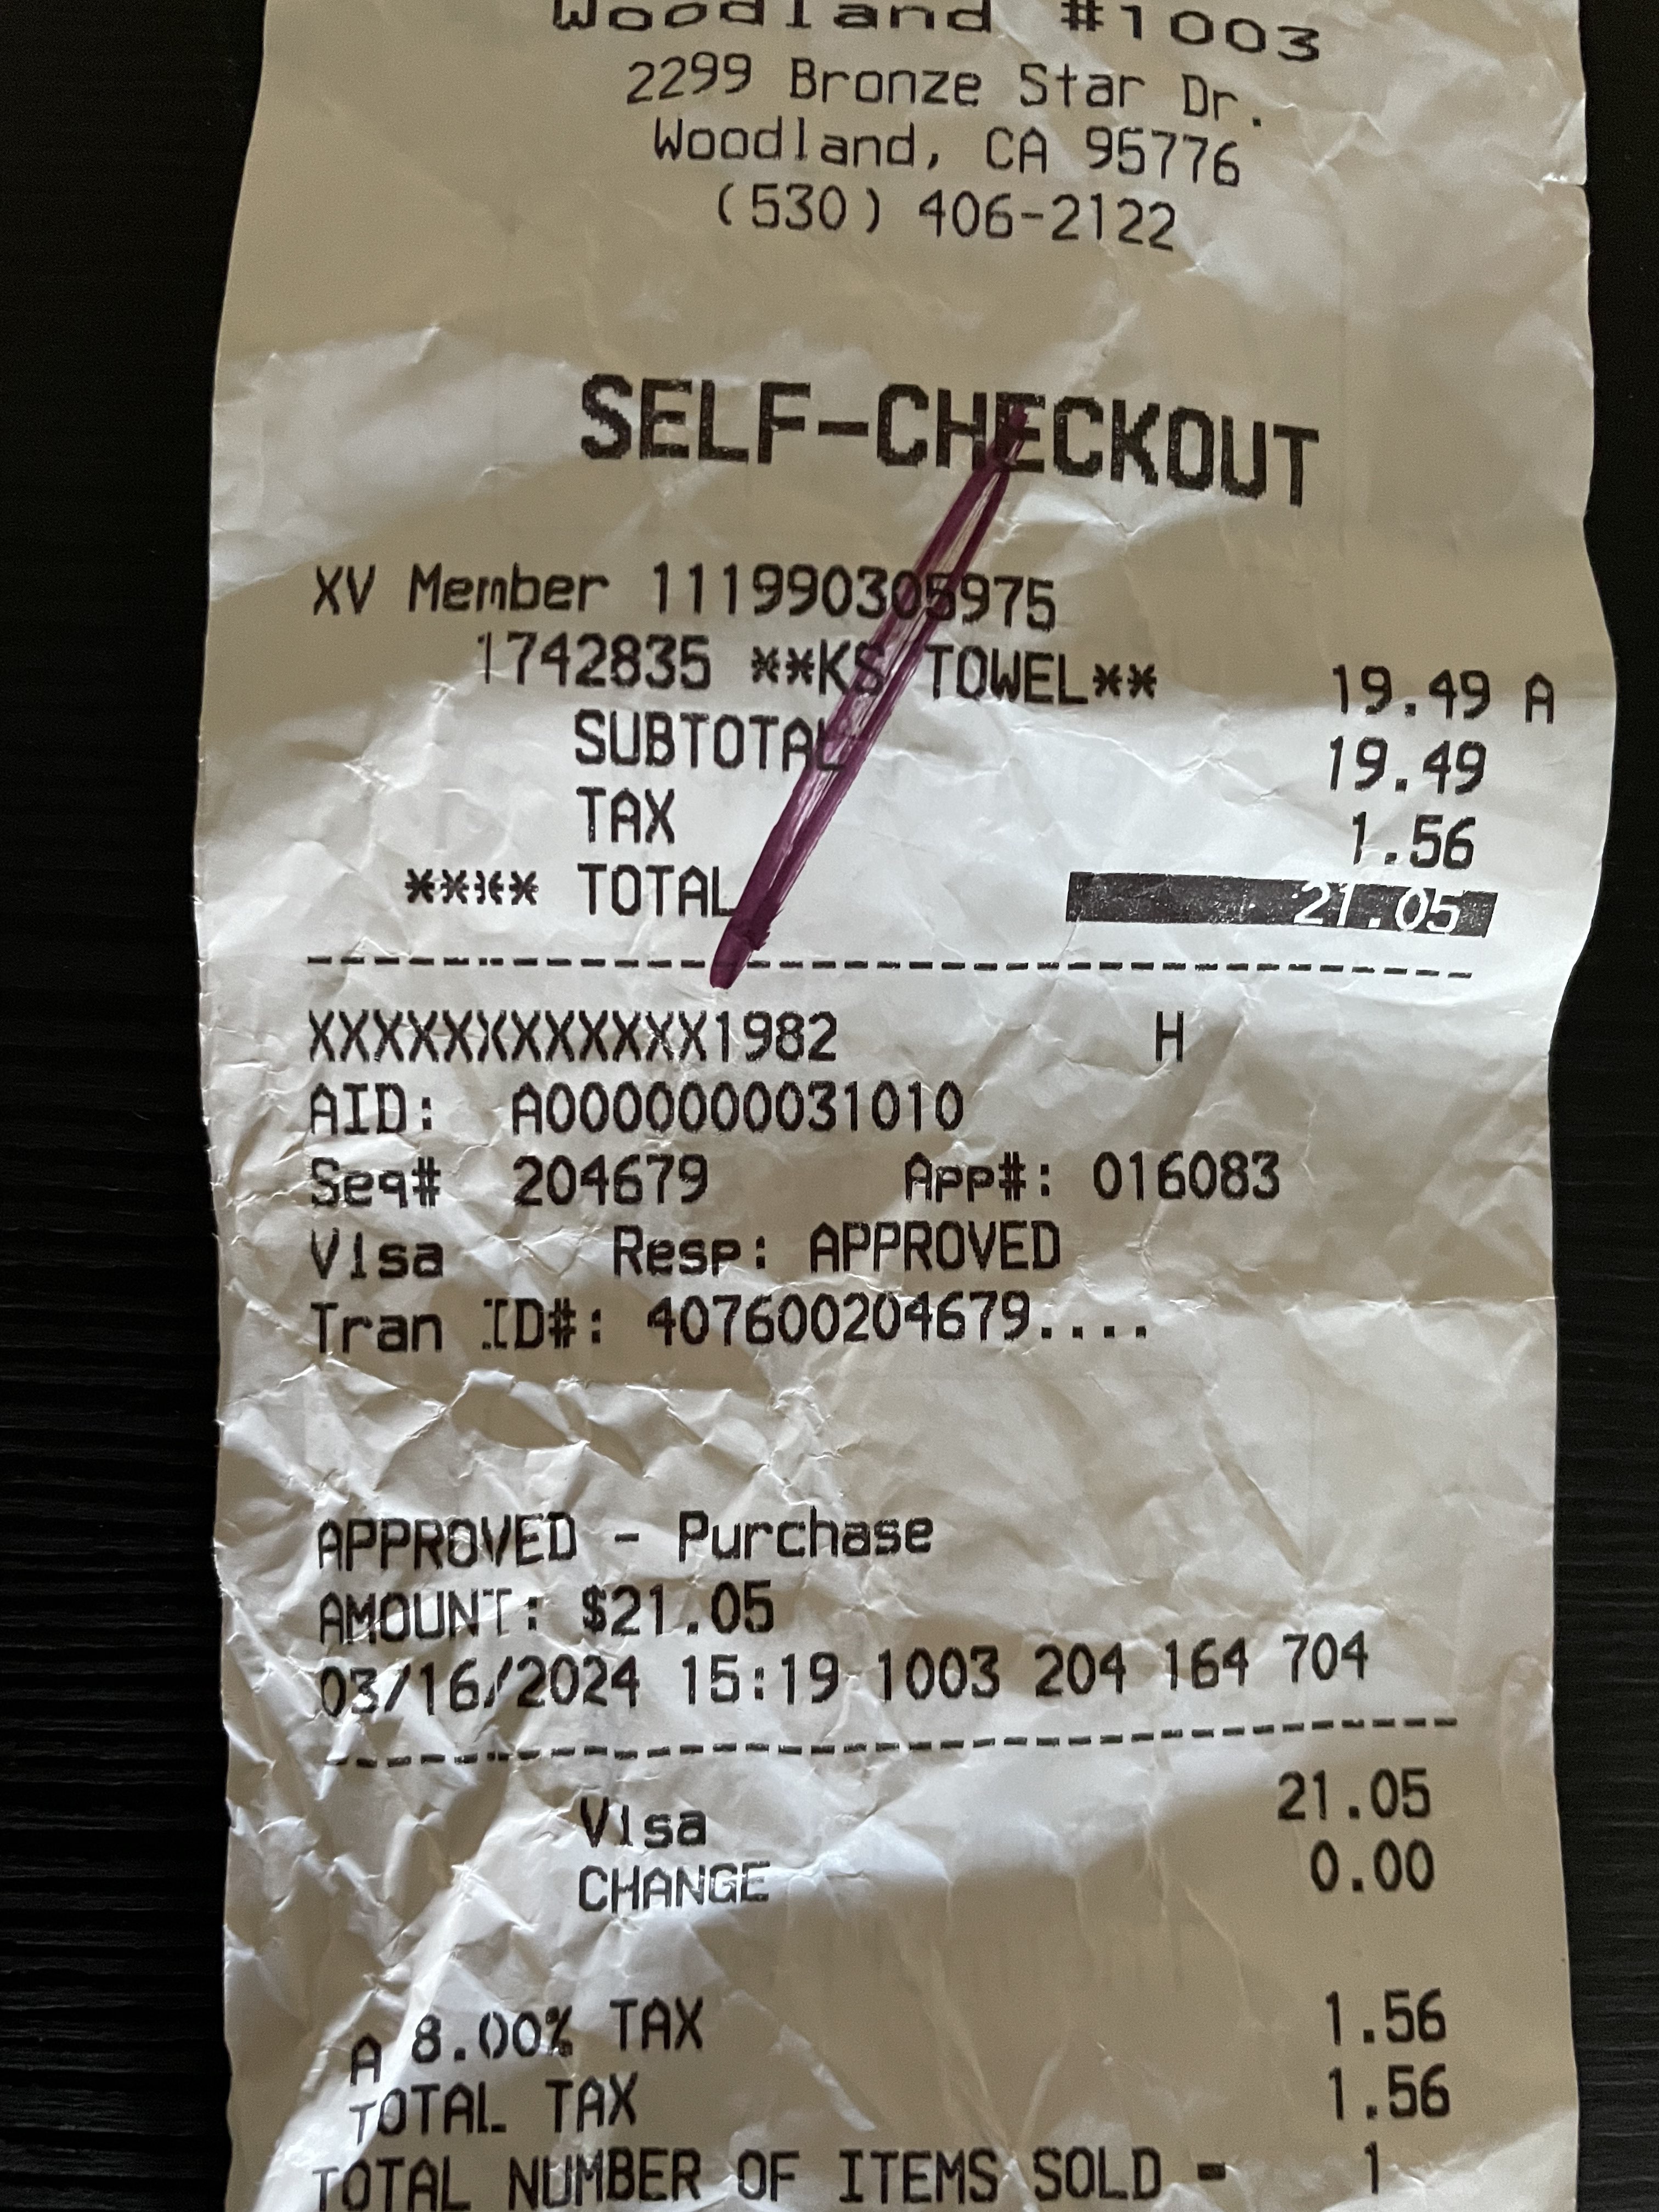 Woodland #1003
2299 Bronze Star Dr.
Woodland, CA 95776
(530) 406-2122
SELF-CHECKOUT
XV Member 111990305975
1742835 **KS TOWEL** 19.49 A
SUBTOTAL 19.49
TAX 1.56
**** TOTAL 21.05
XXXXXXXXXXXX1982 H
AID: A0000000031010
Seq# 204679 App#: 016083
Visa Resp: APPROVED
Tran ID#: 407600204679....
APPROVED - Purchase
AMOUNT: $21.05
03/16/2024 15:19 1003 204 164 704
Visa 21.05
CHANGE 0.00
A 8.00% TAX 1.56
TOTAL TAX 1.56
TOTAL NUMBER OF ITEMS SOLD = 1